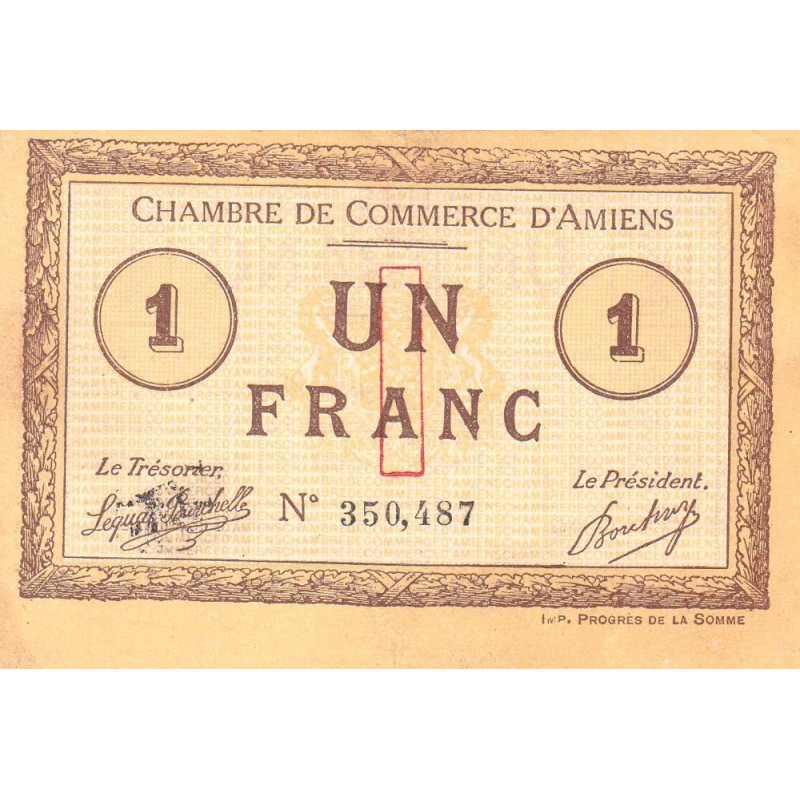 CHAMBRE DE COMMERCE D'AMIENS
1 UN 1
FRANC
Le Trésorier,
Le Président.
N° 350,487
IMP. PROGRÈS DE LA SOMME